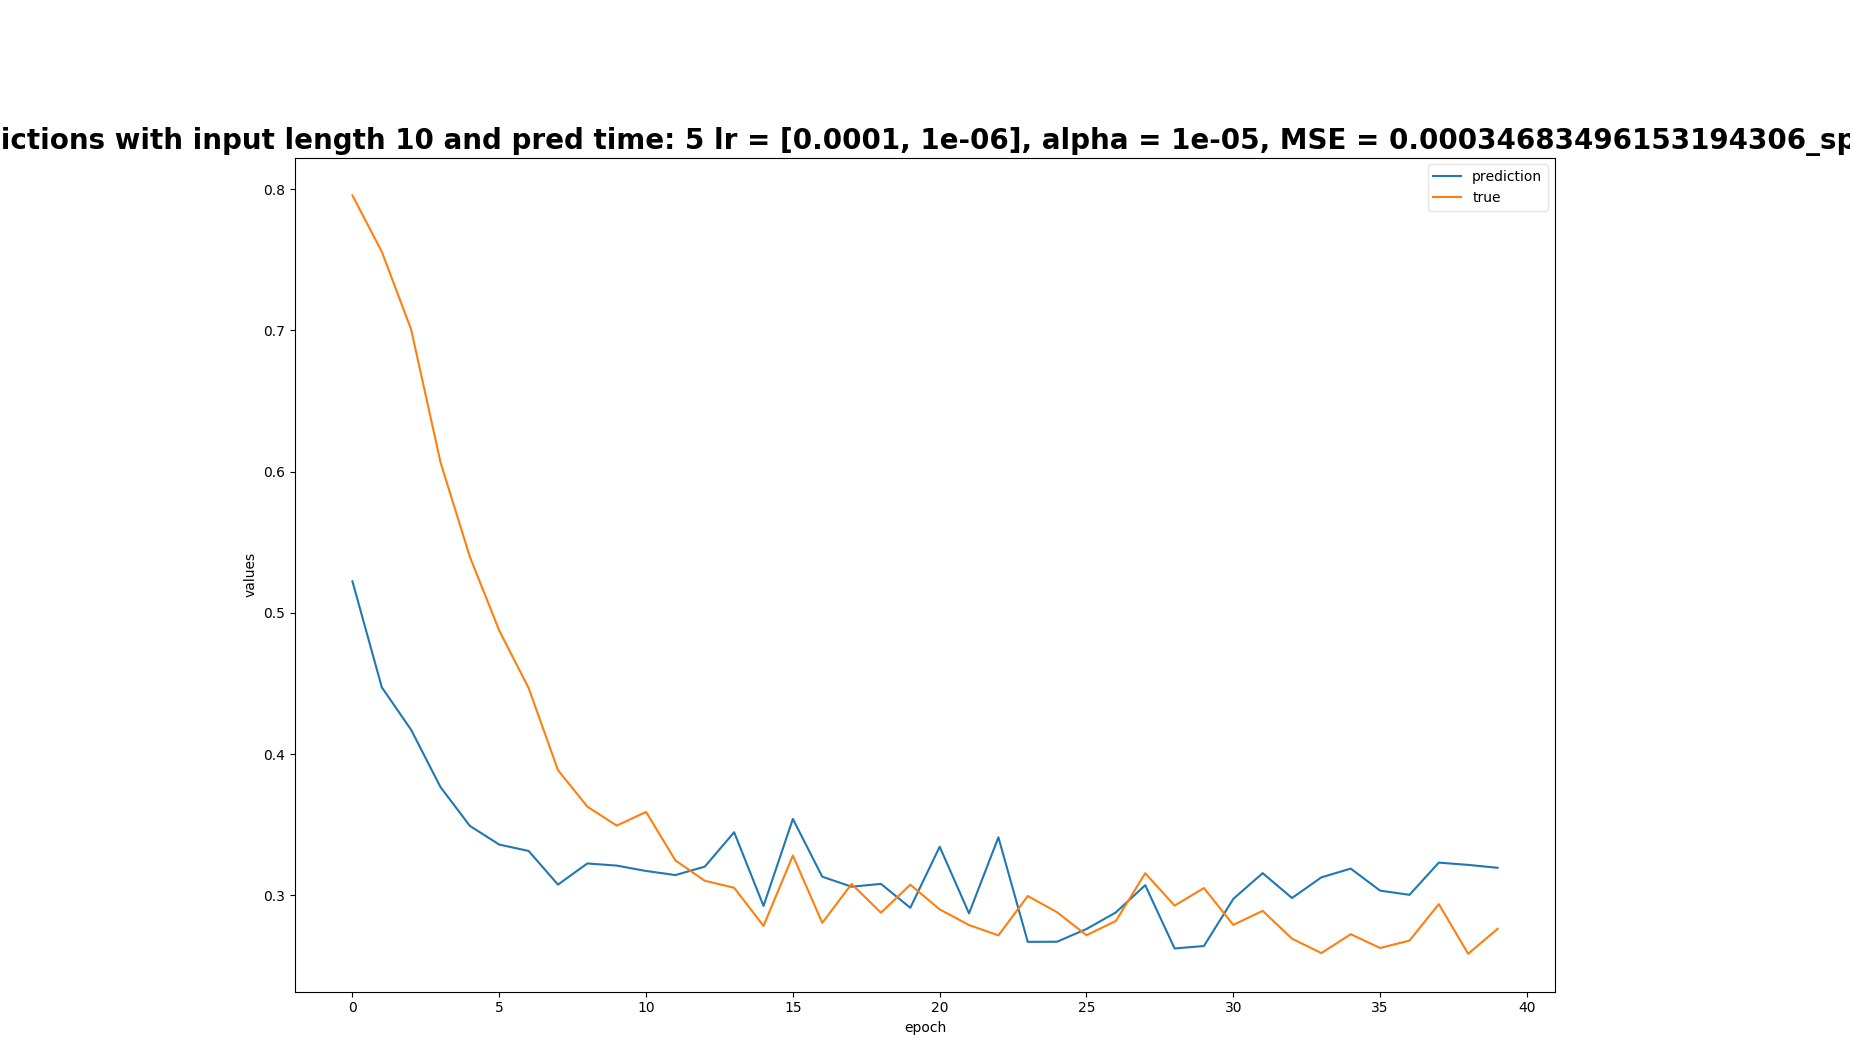 ictions with input length 10 and pred time: 5 lr = [0.0001, 1e-06], alpha = 1e-05, MSE = 0.00034683496153194306_sp
prediction
true
0.8
0.7
0.6
0.5
0.4
0.3
values
0 5 10 15 20 25 30 35 40
epoch